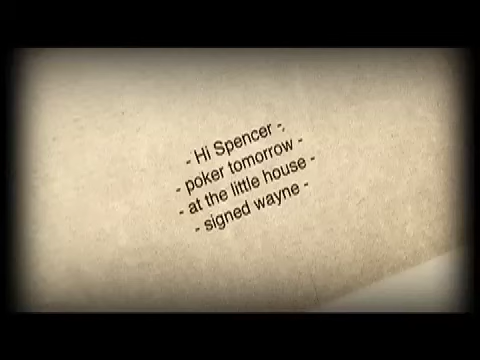 - Hi Spencer -;
- poker tomorrow -
- at the little house -
- signed wayne -